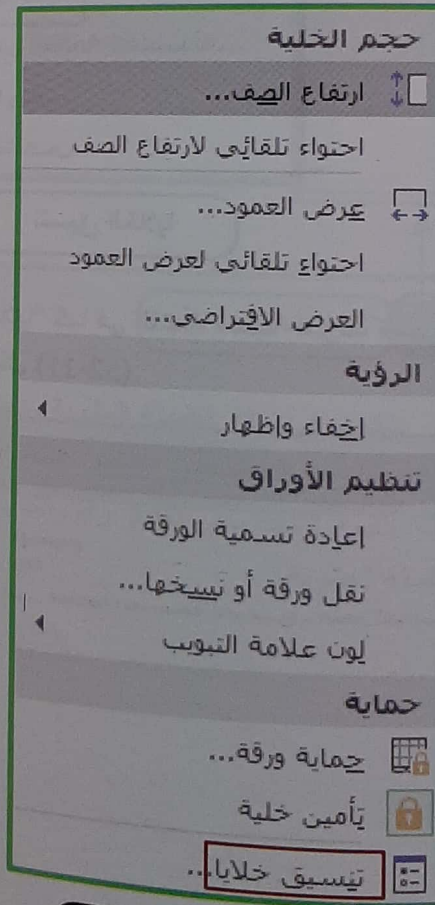 حجم الخلية
ارتفاع الصف...
احتواء تلقائي لارتفاع الصف
عرض العمود...
احتواء تلقائي لعرض العمود
العرض الافتراضي...
الرؤية
إخفاء وإظهار
تنظيم الأوراق
إعادة تسمية الورقة
نقل ورقة أو نسخها...
لون علامة التبويب
حماية
حماية ورقة...
تأمين خلية
تنسيق خلايا...